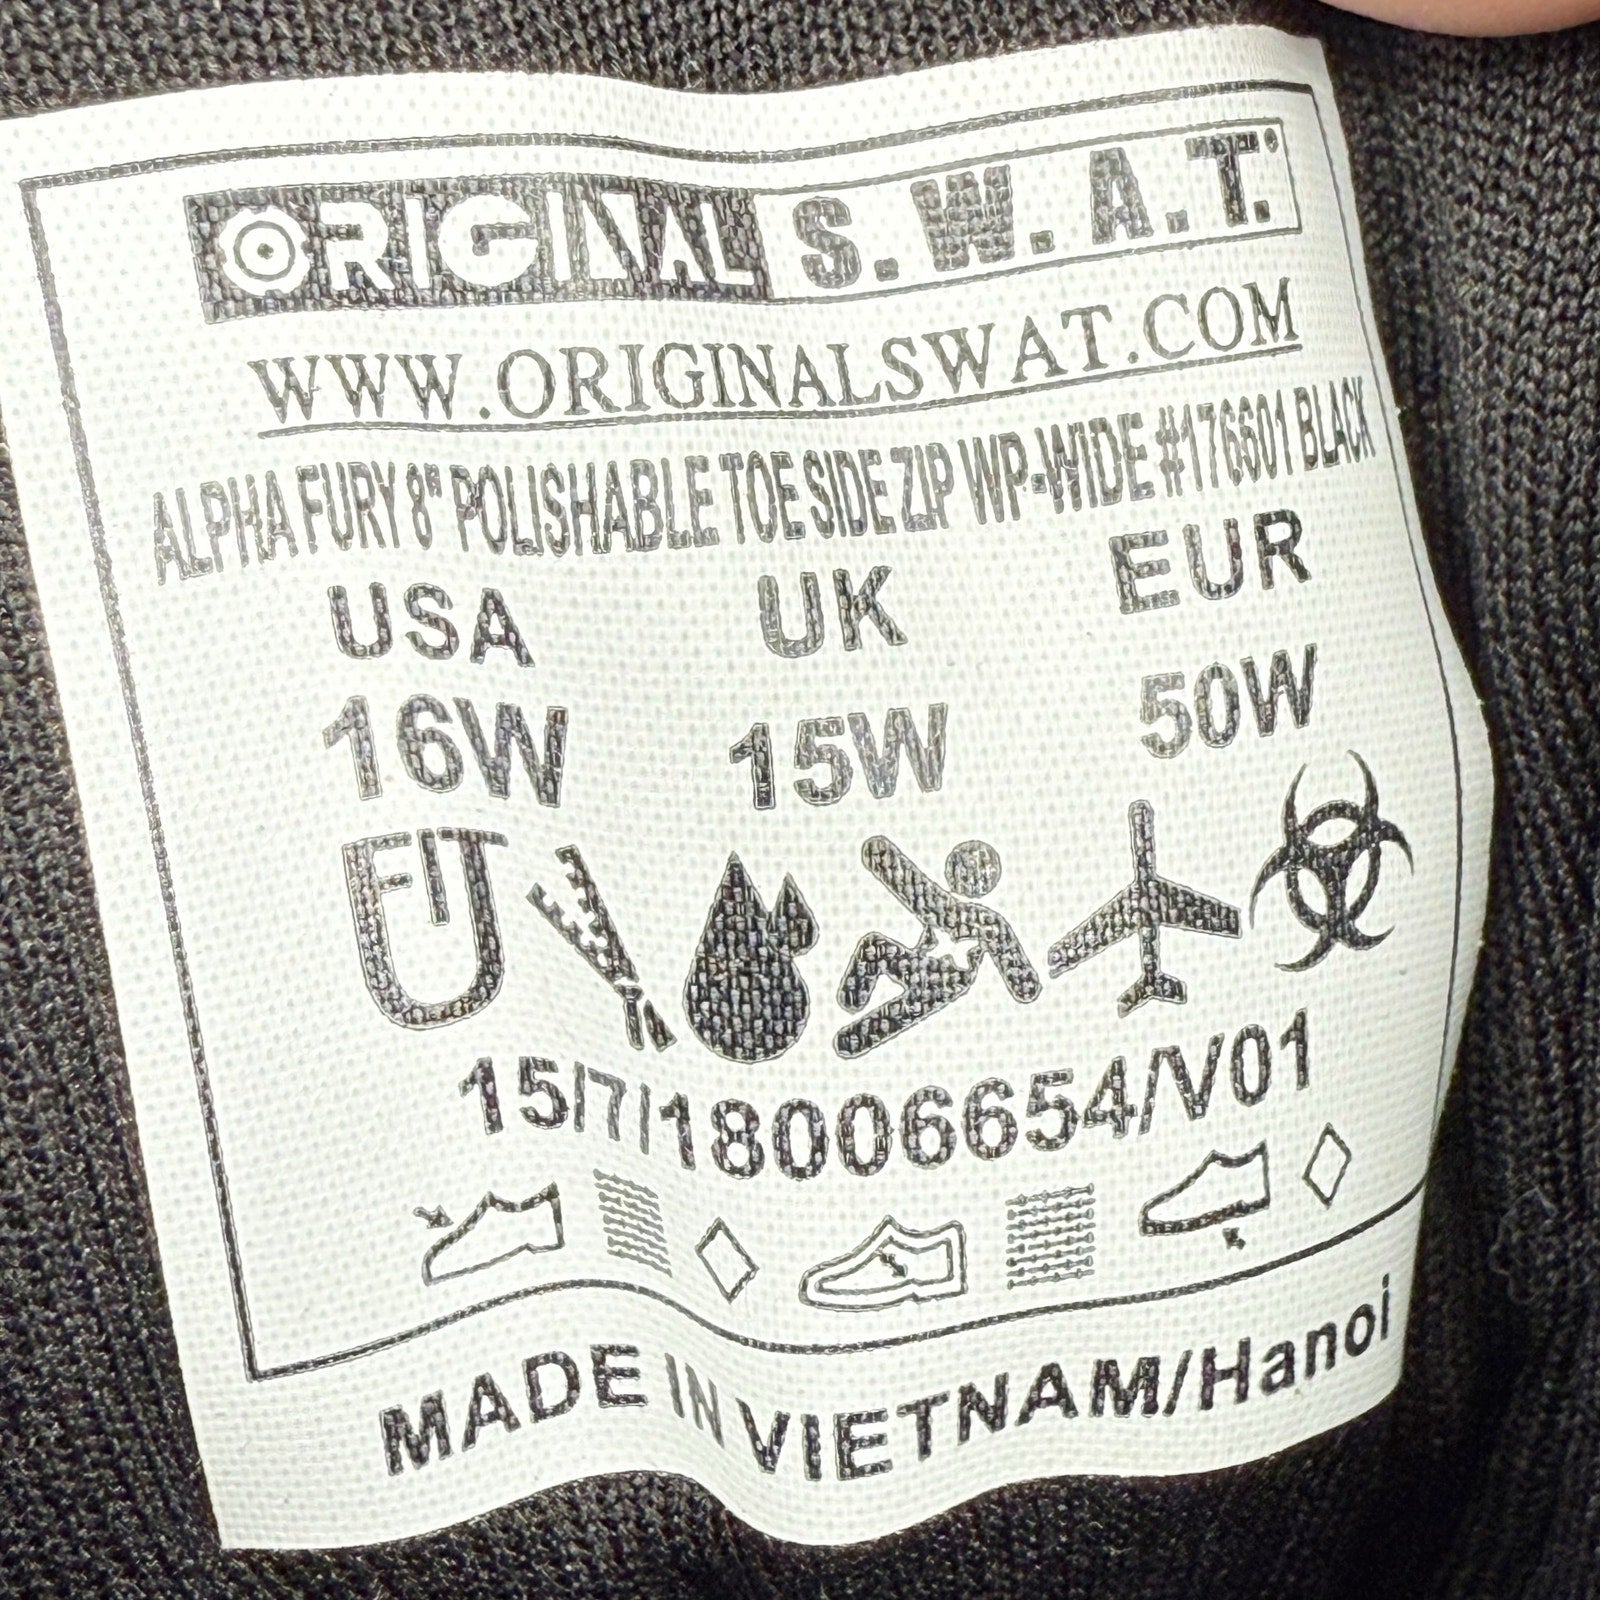 ORIGINAL S.W.A.T.
WWW.ORIGINALSWAT.COM
ALPHA FURY 8" POLISHABLE TOE SIDE ZIP WP-WIDE #176601 BLACK
USA UK EUR
16W 15W 50W
FIT
15/7/18006654/V01
MADE IN VIETNAM/Hanoi